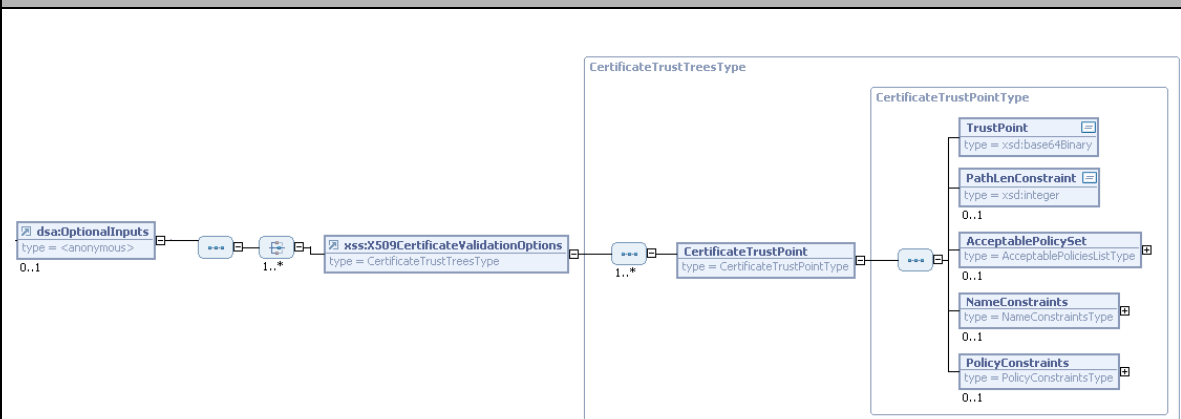 CertificateTrustTreesType
CertificateTrustPointType
TrustPoint
type = xsd:base64Binary
PathLenConstraint
type = xsd:integer
0..1
dsa:OptionalInputs
type = <anonymous>
0..1
1..*
xss:X509CertificateValidationOptions
type = CertificateTrustTreesType
1..*
CertificateTrustPoint
type = CertificateTrustPointType
AcceptablePolicySet
type = AcceptablePoliciesListType
0..1
NameConstraints
type = NameConstraintsType
0..1
PolicyConstraints
type = PolicyConstraintsType
0..1